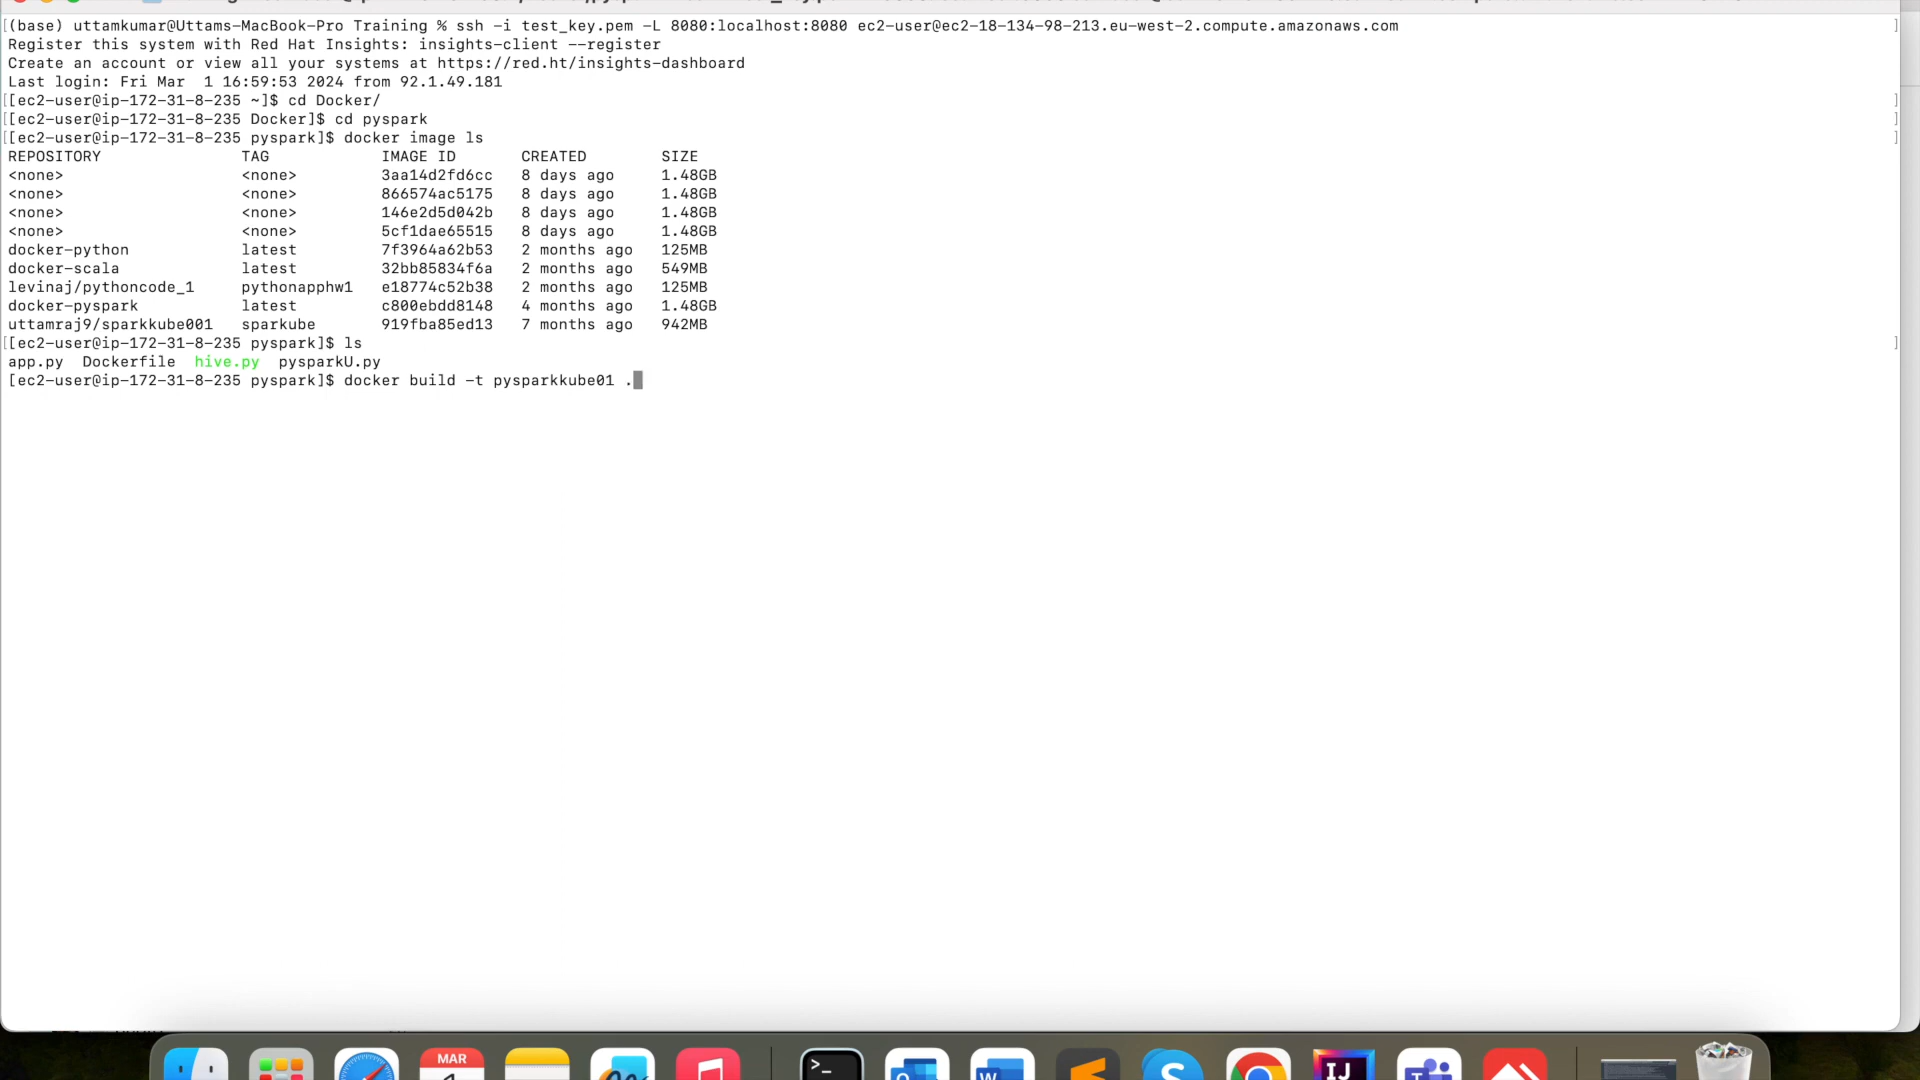 (base) uttamkumar@Uttams-MacBook-Pro Training % ssh -i test_key.pem -L 8080:localhost:8080 ec2-user@ec2-18-134-98-213.eu-west-2.compute.amazonaws.com
Register this system with Red Hat Insights: insights-client --register
Create an account or view all your systems at https://red.ht/insights-dashboard
Last login: Fri Mar  1 16:59:53 2024 from 92.1.49.181
[[ec2-user@ip-172-31-8-235 ~]$ cd Docker/ ]
[[ec2-user@ip-172-31-8-235 Docker]$ cd pyspark ]
[[ec2-user@ip-172-31-8-235 pyspark]$ docker image ls ]
REPOSITORY TAG IMAGE ID CREATED SIZE
<none> <none> 3aa14d2fd6cc 8 days ago 1.48GB
<none> <none> 866574ac5175 8 days ago 1.48GB
<none> <none> 146e2d5d042b 8 days ago 1.48GB
<none> <none> 5cf1dae65515 8 days ago 1.48GB
docker-python latest 7f3964a62b53 2 months ago 125MB
docker-scala latest 32bb85834f6a 2 months ago 549MB
levinaj/pythoncode_1 pythonapphw1 e18774c52b38 2 months ago 125MB
docker-pyspark latest c800ebdd8148 4 months ago 1.48GB
uttamraj9/sparkkube001 sparkube 919fba85ed13 7 months ago 942MB
[[ec2-user@ip-172-31-8-235 pyspark]$ ls ]
app.py  Dockerfile  hive.py  pysparkU.py
[ec2-user@ip-172-31-8-235 pyspark]$ docker build -t pysparkkube01 .
MAR